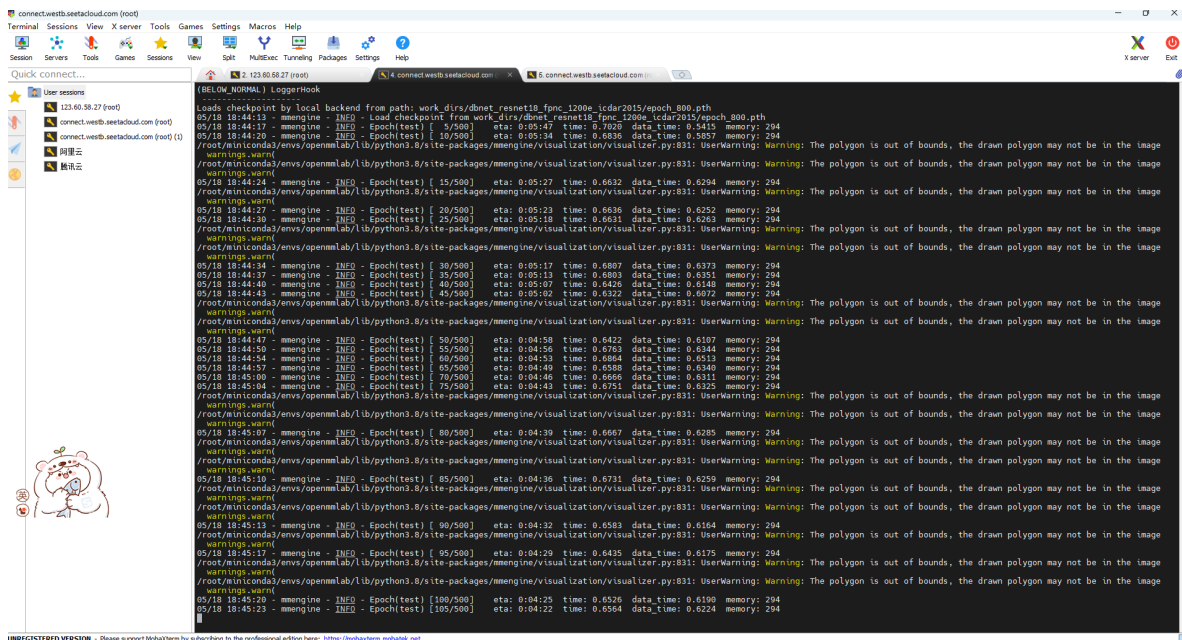 connect.westb.seetacloud.com (root)
Terminal Sessions View X server Tools Games Settings Macros Help
Session Servers Tools Games Sessions View Split MultiExec Tunneling Packages Settings Help X server Exit
Quick connect...
2. 123.60.58.27 (root)
4. connect.westb.seetacloud.com
5. connect.westb.seetacloud.com
User sessions
123.60.58.27 (root)
connect.westb.seetacloud.com (root)
connect.westb.seetacloud.com (root) (1)
阿里云
腾讯云
英
(BELOW_NORMAL) LoggerHook
--------------------
Loads checkpoint by local backend from path: work_dirs/dbnet_resnet18_fpnc_1200e_icdar2015/epoch_800.pth
05/18 18:44:13 - mmengine - INFO - Load checkpoint from work_dirs/dbnet_resnet18_fpnc_1200e_icdar2015/epoch_800.pth
05/18 18:44:17 - mmengine - INFO - Epoch(test) [ 5/500] eta: 0:05:47 time: 0.7020 data_time: 0.5415 memory: 294
05/18 18:44:20 - mmengine - INFO - Epoch(test) [ 10/500] eta: 0:05:34 time: 0.6836 data_time: 0.5857 memory: 294
/root/miniconda3/envs/openmmlab/lib/python3.8/site-packages/mmengine/visualization/visualizer.py:831: UserWarning: Warning: The polygon is out of bounds, the drawn polygon may not be in the image
warnings.warn(
/root/miniconda3/envs/openmmlab/lib/python3.8/site-packages/mmengine/visualization/visualizer.py:831: UserWarning: Warning: The polygon is out of bounds, the drawn polygon may not be in the image
warnings.warn(
05/18 18:44:24 - mmengine - INFO - Epoch(test) [ 15/500] eta: 0:05:27 time: 0.6632 data_time: 0.6294 memory: 294
/root/miniconda3/envs/openmmlab/lib/python3.8/site-packages/mmengine/visualization/visualizer.py:831: UserWarning: Warning: The polygon is out of bounds, the drawn polygon may not be in the image
warnings.warn(
05/18 18:44:27 - mmengine - INFO - Epoch(test) [ 20/500] eta: 0:05:23 time: 0.6636 data_time: 0.6252 memory: 294
05/18 18:44:30 - mmengine - INFO - Epoch(test) [ 25/500] eta: 0:05:18 time: 0.6631 data_time: 0.6263 memory: 294
/root/miniconda3/envs/openmmlab/lib/python3.8/site-packages/mmengine/visualization/visualizer.py:831: UserWarning: Warning: The polygon is out of bounds, the drawn polygon may not be in the image
warnings.warn(
/root/miniconda3/envs/openmmlab/lib/python3.8/site-packages/mmengine/visualization/visualizer.py:831: UserWarning: Warning: The polygon is out of bounds, the drawn polygon may not be in the image
warnings.warn(
05/18 18:44:34 - mmengine - INFO - Epoch(test) [ 30/500] eta: 0:05:17 time: 0.6807 data_time: 0.6373 memory: 294
05/18 18:44:37 - mmengine - INFO - Epoch(test) [ 35/500] eta: 0:05:13 time: 0.6803 data_time: 0.6351 memory: 294
05/18 18:44:40 - mmengine - INFO - Epoch(test) [ 40/500] eta: 0:05:07 time: 0.6426 data_time: 0.6148 memory: 294
05/18 18:44:43 - mmengine - INFO - Epoch(test) [ 45/500] eta: 0:05:02 time: 0.6322 data_time: 0.6072 memory: 294
/root/miniconda3/envs/openmmlab/lib/python3.8/site-packages/mmengine/visualization/visualizer.py:831: UserWarning: Warning: The polygon is out of bounds, the drawn polygon may not be in the image
warnings.warn(
/root/miniconda3/envs/openmmlab/lib/python3.8/site-packages/mmengine/visualization/visualizer.py:831: UserWarning: Warning: The polygon is out of bounds, the drawn polygon may not be in the image
warnings.warn(
05/18 18:44:47 - mmengine - INFO - Epoch(test) [ 50/500] eta: 0:04:58 time: 0.6422 data_time: 0.6107 memory: 294
05/18 18:44:50 - mmengine - INFO - Epoch(test) [ 55/500] eta: 0:04:56 time: 0.6763 data_time: 0.6344 memory: 294
05/18 18:44:54 - mmengine - INFO - Epoch(test) [ 60/500] eta: 0:04:53 time: 0.6864 data_time: 0.6513 memory: 294
05/18 18:44:57 - mmengine - INFO - Epoch(test) [ 65/500] eta: 0:04:49 time: 0.6588 data_time: 0.6340 memory: 294
05/18 18:45:00 - mmengine - INFO - Epoch(test) [ 70/500] eta: 0:04:46 time: 0.6666 data_time: 0.6311 memory: 294
05/18 18:45:04 - mmengine - INFO - Epoch(test) [ 75/500] eta: 0:04:43 time: 0.6751 data_time: 0.6325 memory: 294
/root/miniconda3/envs/openmmlab/lib/python3.8/site-packages/mmengine/visualization/visualizer.py:831: UserWarning: Warning: The polygon is out of bounds, the drawn polygon may not be in the image
warnings.warn(
/root/miniconda3/envs/openmmlab/lib/python3.8/site-packages/mmengine/visualization/visualizer.py:831: UserWarning: Warning: The polygon is out of bounds, the drawn polygon may not be in the image
warnings.warn(
05/18 18:45:07 - mmengine - INFO - Epoch(test) [ 80/500] eta: 0:04:39 time: 0.6667 data_time: 0.6285 memory: 294
/root/miniconda3/envs/openmmlab/lib/python3.8/site-packages/mmengine/visualization/visualizer.py:831: UserWarning: Warning: The polygon is out of bounds, the drawn polygon may not be in the image
warnings.warn(
/root/miniconda3/envs/openmmlab/lib/python3.8/site-packages/mmengine/visualization/visualizer.py:831: UserWarning: Warning: The polygon is out of bounds, the drawn polygon may not be in the image
warnings.warn(
05/18 18:45:10 - mmengine - INFO - Epoch(test) [ 85/500] eta: 0:04:36 time: 0.6731 data_time: 0.6259 memory: 294
/root/miniconda3/envs/openmmlab/lib/python3.8/site-packages/mmengine/visualization/visualizer.py:831: UserWarning: Warning: The polygon is out of bounds, the drawn polygon may not be in the image
warnings.warn(
/root/miniconda3/envs/openmmlab/lib/python3.8/site-packages/mmengine/visualization/visualizer.py:831: UserWarning: Warning: The polygon is out of bounds, the drawn polygon may not be in the image
warnings.warn(
05/18 18:45:13 - mmengine - INFO - Epoch(test) [ 90/500] eta: 0:04:32 time: 0.6583 data_time: 0.6164 memory: 294
/root/miniconda3/envs/openmmlab/lib/python3.8/site-packages/mmengine/visualization/visualizer.py:831: UserWarning: Warning: The polygon is out of bounds, the drawn polygon may not be in the image
warnings.warn(
05/18 18:45:17 - mmengine - INFO - Epoch(test) [ 95/500] eta: 0:04:29 time: 0.6435 data_time: 0.6175 memory: 294
/root/miniconda3/envs/openmmlab/lib/python3.8/site-packages/mmengine/visualization/visualizer.py:831: UserWarning: Warning: The polygon is out of bounds, the drawn polygon may not be in the image
warnings.warn(
/root/miniconda3/envs/openmmlab/lib/python3.8/site-packages/mmengine/visualization/visualizer.py:831: UserWarning: Warning: The polygon is out of bounds, the drawn polygon may not be in the image
warnings.warn(
05/18 18:45:20 - mmengine - INFO - Epoch(test) [100/500] eta: 0:04:25 time: 0.6526 data_time: 0.6190 memory: 294
05/18 18:45:23 - mmengine - INFO - Epoch(test) [105/500] eta: 0:04:22 time: 0.6564 data_time: 0.6224 memory: 294
UNREGISTERED VERSION - Please support MobaXterm by subscribing to the professional edition here: https://mobaxterm.mobatek.net